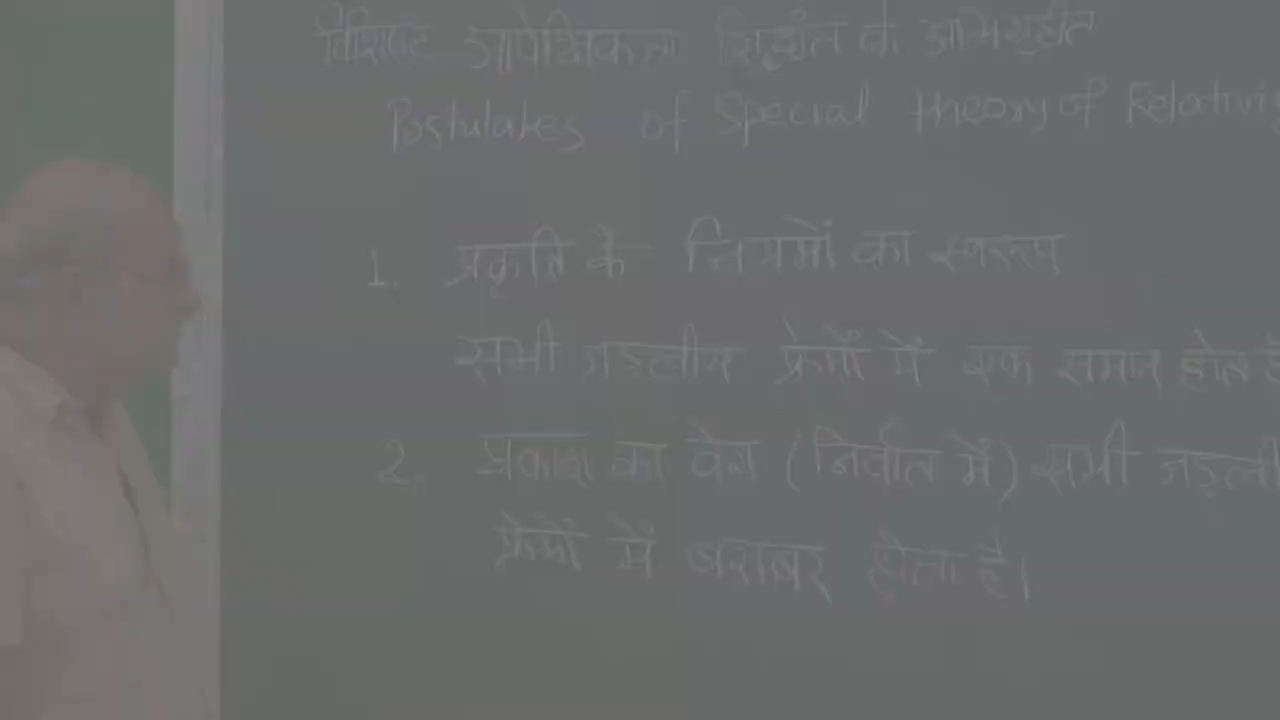 विशिष्ट आपेक्षिकता सिद्धांत के अभिगृहीत
Postulates of Special theory of Relativi
1. प्रकृति के नियमों का स्वरूप
सभी जड़त्वीय फ्रेमों में एक समान होता है
2. प्रकाश का वेग (निर्वात में) सभी जड़त्वी
फ्रेमों में बराबर होता है।